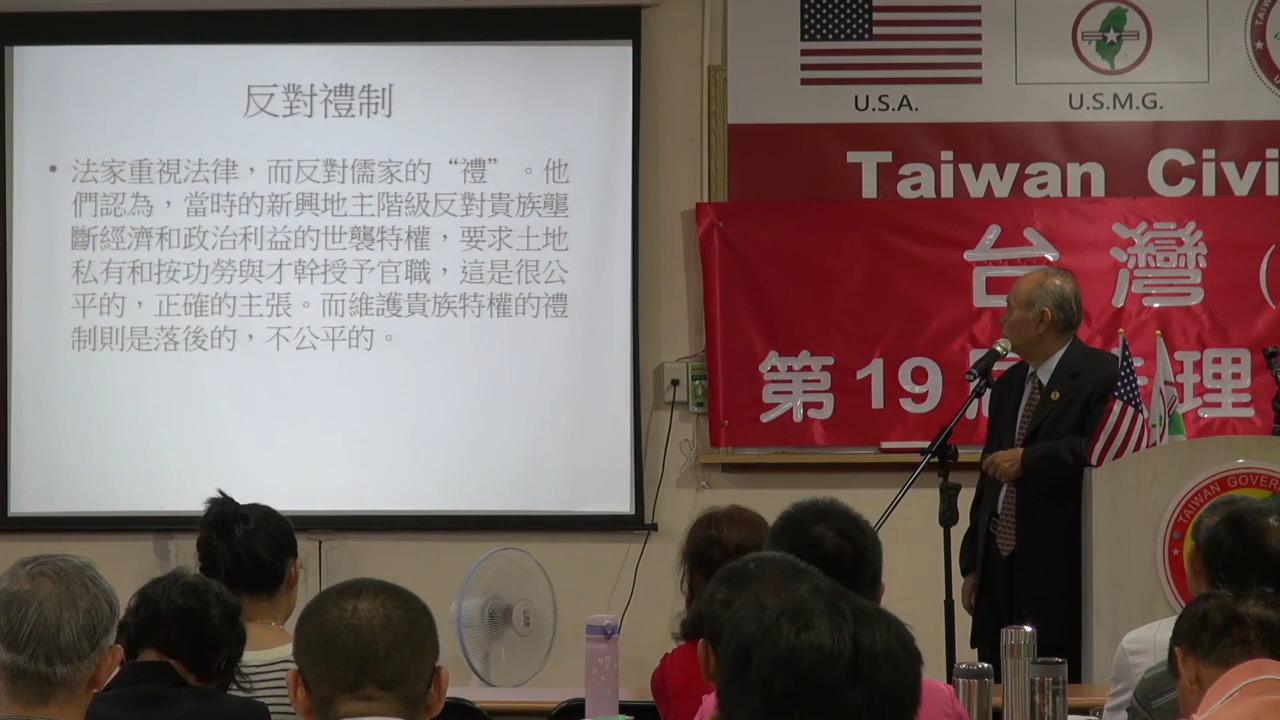 反對禮制
• 法家重視法律，而反對儒家的“禮”。他
們認為，當時的新興地主階級反對貴族壟
斷經濟和政治利益的世襲特權，要求土地
私有和按功勞與才幹授予官職，這是很公
平的，正確的主張。而維護貴族特權的禮
制則是落後的，不公平的。
U.S.A.
U.S.M.G.
Taiwan Civi
台灣（
第19屆
理
TAIWAN GOVER